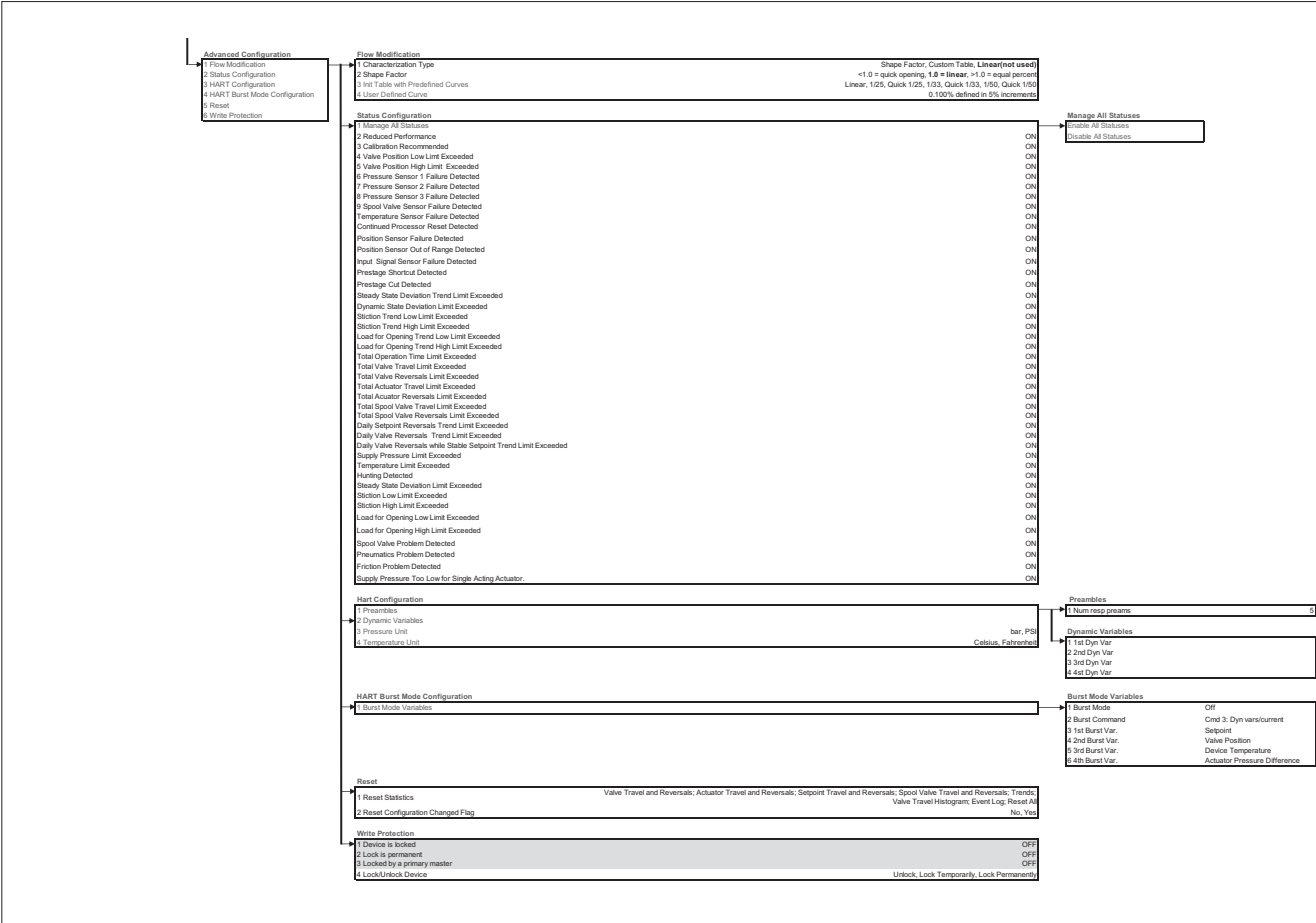 Advanced Configuration
1 Flow Modification
2 Status Configuration
3 HART Configuration
4 HART Burst Mode Configuration
5 Reset
6 Write Protection
Flow Modification
1 Characterization Type Shape Factor, Custom Table, Linear(not used)
2 Shape Factor <1.0 = quick opening, 1.0 = linear, >1.0 = equal percent
3 Init Table with Predefined Curves Linear, 1/25, Quick 1/25, 1/33, Quick 1/33, 1/50, Quick 1/50
4 User Defined Curve 0.100% defined in 5% increments
Status Configuration
1 Manage All Statuses
2 Reduced Performance ON
3 Calibration Recommended ON
4 Valve Position Low Limt Exceeded ON
5 Valve Position High Limit Exceeded ON
6 Pressure Sensor 1 Failure Detected ON
7 Pressure Sensor 2 Failure Detected ON
8 Pressure Sensor 3 Failure Detected ON
9 Spool Valve Sensor Failure Detected ON
Temperature Sensor Failure Detected ON
Continued Processor Reset Detected ON
Position Sensor Failure Detected ON
Position Sensor Out of Range Detected ON
Input Signal Sensor Failure Detected ON
Prestage Shortcut Detected ON
Prestage Cut Detected ON
Steady State Deviation Trend Limit Exceeded ON
Dynamic State Deviation Limit Exceeded ON
Stiction Trend Low Limit Exceeded ON
Stiction Trend High Limit Exceeded ON
Load for Opening Trend Low Limit Exceeded ON
Load for Opening Trend High Limit Exceeded ON
Total Operation Time Limit Exceeded ON
Total Valve Travel Limit Exceeded ON
Total Valve Reversals Limit Exceeded ON
Total Actuator Travel Limit Exceeded ON
Total Acuator Reversals Limit Exceeded ON
Total Spool Valve Travel Limit Exceeded ON
Total Spool Valve Reversals Limit Exceeded ON
Daily Setpoint Reversals Trend Limit Exceeded ON
Daily Valve Reversals Trend Limit Exceeded ON
Daily Valve Reversals while Stable Setpoint Trend Limit Exceeded ON
Supply Pressure Limit Exceeded ON
Temperature Limit Exceeded ON
Hunting Detected ON
Steady State Deviation Limit Exceeded ON
Stiction Low Limit Exceeded ON
Stiction High Limit Exceeded ON
Load for Opening Low Limit Exceeded ON
Load for Opening High Limit Exceeded ON
Spool Valve Problem Detected ON
Pneumatics Problem Detected ON
Friction Problem Detected ON
Supply Pressure Too Low for Single Acting Actuator. ON
Manage All Statuses
Enable All Statuses
Disable All Statuses
Hart Configuration
1 Preambles
2 Dynamic Variables
3 Pressure Unit bar, PSI
4 Temperature Unit Celsius, Fahrenheit
Preambles
1 Num resp preams 5
Dynamic Variables
1 1st Dyn Var
2 2nd Dyn Var
3 3rd Dyn Var
4 4st Dyn Var
HART Burst Mode Configuration
1 Burst Mode Variables
Burst Mode Variables
1 Burst Mode Off
2 Burst Command Cmd 3: Dyn vars/current
3 1st Burst Var. Setpoint
4 2nd Burst Var. Valve Position
5 3rd Burst Var. Device Temperature
6 4th Burst Var. Actuator Pressure Difference
Reset
1 Reset Statistics Valve Travel and Reversals; Actuator Travel and Reversals; Setpoint Travel and Reversals; Spool Valve Travel and Reversals; Trends;
Valve Travel Histogram; Event Log; Reset All
2 Reset Configuration Changed Flag No, Yes
Write Protection
1 Device is locked OFF
2 Lock is permanent OFF
3 Locked by a primary master OFF
4 Lock/Unlock Device Unlock, Lock Temporarily, Lock Permanently